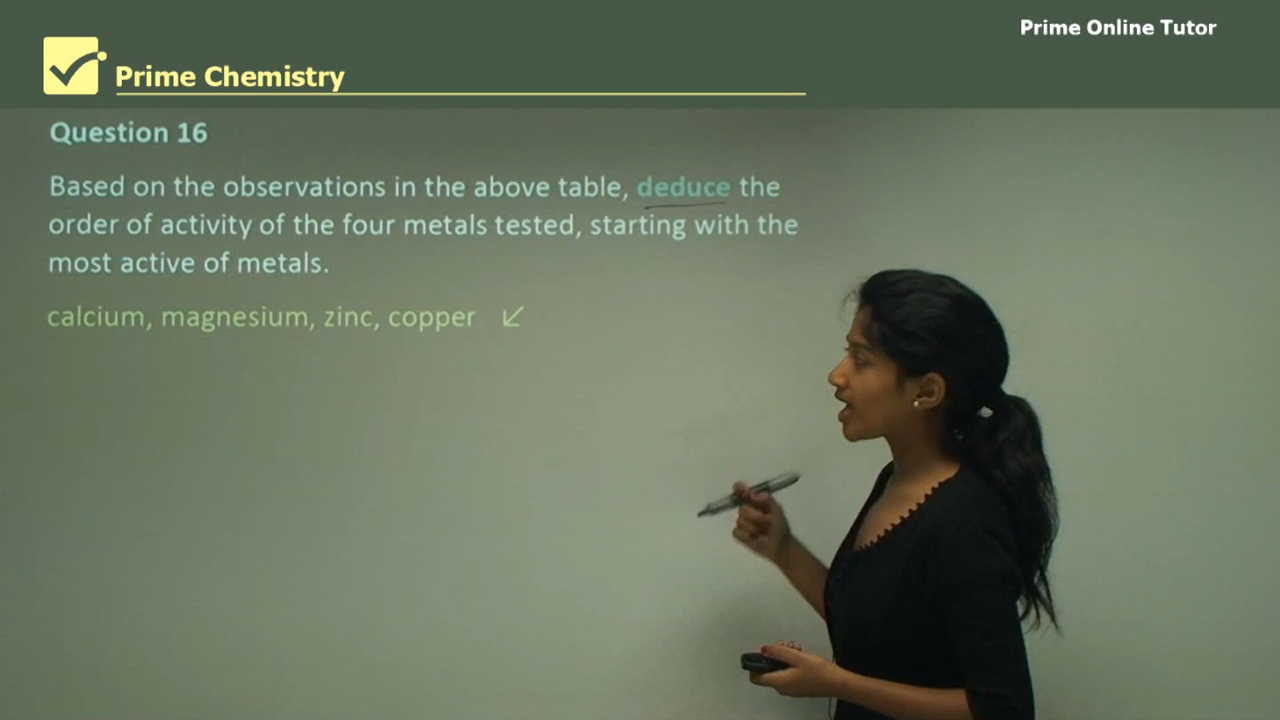 Prime Online Tutor
Prime Chemistry
Question 16
Based on the observations in the above table, deduce the
order of activity of the four metals tested, starting with the
most active of metals.
calcium, magnesium, zinc, copper